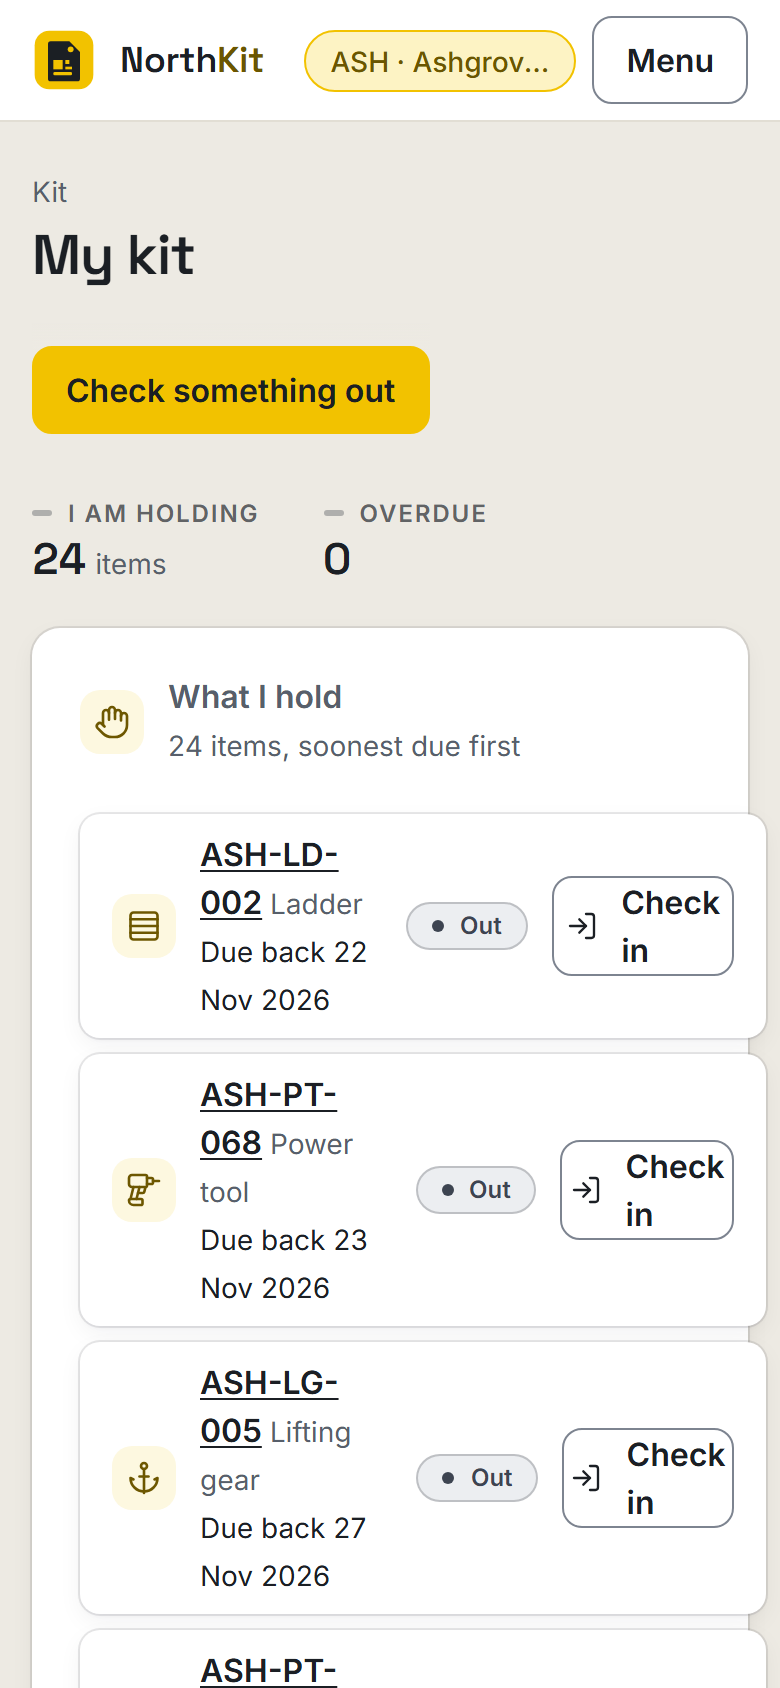 NorthKit
ASH · Ashgrov...
Menu
Kit
My kit
Check something out
I AM HOLDING
24 items
OVERDUE
0
What I hold
24 items, soonest due first
ASH-LD-
002 Ladder
Due back 22
Nov 2026
Out
Check
in
ASH-PT-
068 Power
tool
Due back 23
Nov 2026
Out
Check
in
ASH-LG-
005 Lifting
gear
Due back 27
Nov 2026
Out
Check
in
ASH-PT-